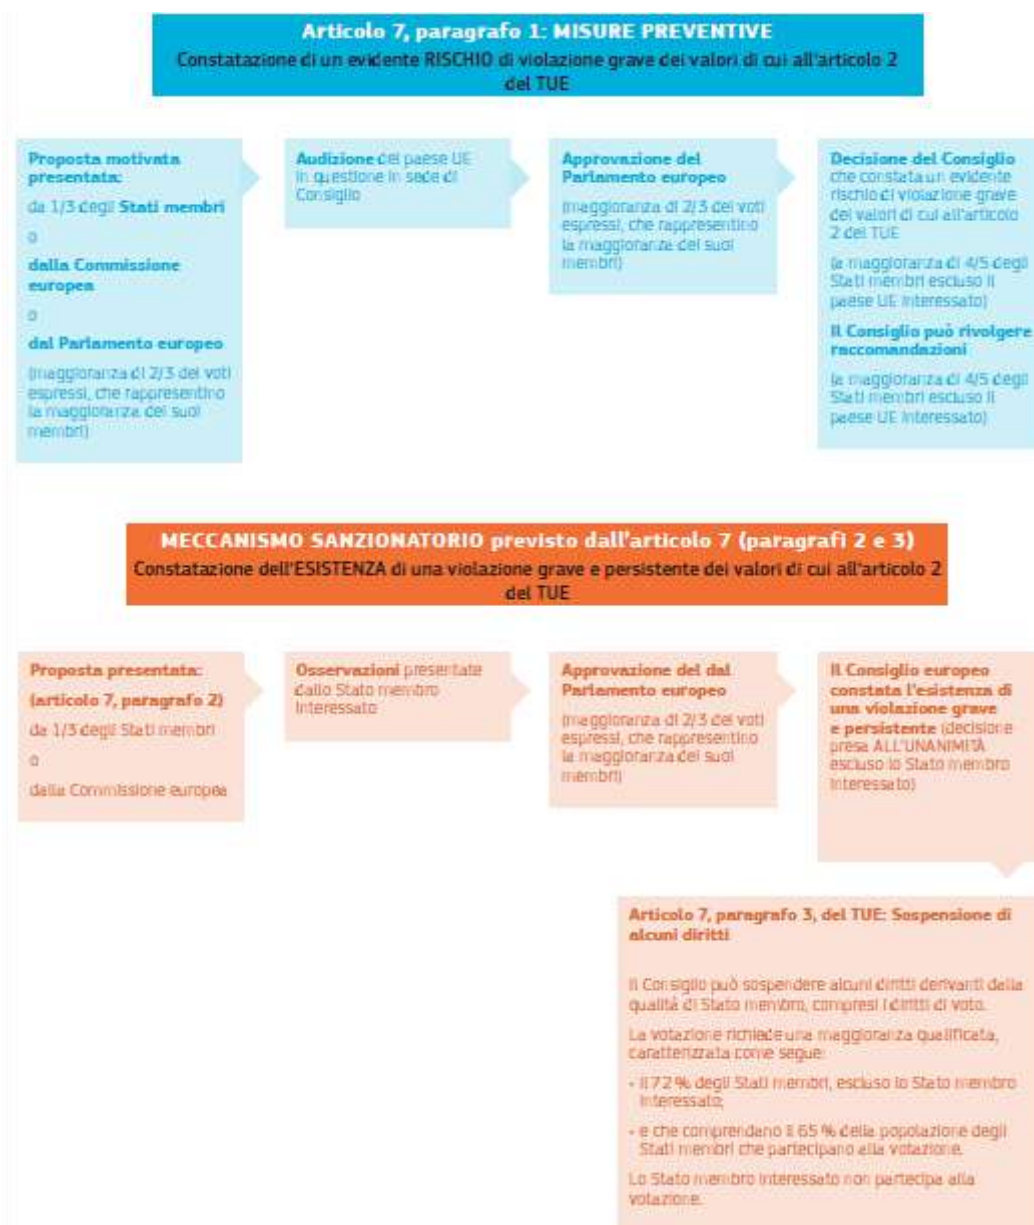 Articolo 7, paragrafo 1: MISURE PREVENTIVE
Constatazione di un evidente RISCHIO di violazione grave dei valori di cui all'articolo 2
del TUE
Proposta motivata
presentata:
da 1/3 degli Stati membri
o
dalla Commissione
europea
o
dal Parlamento europeo
(maggioranza di 2/3 dei voti
espressi, che rappresentino
la maggioranza dei suoi
membri)
Audizione del paese UE
in questione in sede di
Consiglio
Approvazione del
Parlamento europeo
(maggioranza di 2/3 dei voti
espressi, che rappresentino
la maggioranza dei suoi
membri)
Decisione del Consiglio
che constata un evidente
rischio di violazione grave
dei valori di cui all'articolo
2 del TUE
(a maggioranza di 4/5 degli
Stati membri escluso il
paese UE interessato)
Il Consiglio può rivolgere
raccomandazioni
(a maggioranza di 4/5 degli
Stati membri escluso il
paese UE interessato)
MECCANISMO SANZIONATORIO previsto dall'articolo 7 (paragrafi 2 e 3)
Constatazione dell'ESISTENZA di una violazione grave e persistente dei valori di cui all'articolo 2
del TUE
Proposta presentata:
(articolo 7, paragrafo 2)
da 1/3 degli Stati membri
o
dalla Commissione europea
Osservazioni presentate
dallo Stato membro
interessato
Approvazione del dal
Parlamento europeo
(maggioranza di 2/3 dei voti
espressi, che rappresentino
la maggioranza dei suoi
membri)
Il Consiglio europeo
constata l'esistenza di
una violazione grave
e persistente (decisione
presa ALL'UNANIMITÀ
escluso lo Stato membro
interessato)
Articolo 7, paragrafo 3, del TUE: Sospensione di
alcuni diritti
Il Consiglio può sospendere alcuni diritti derivanti dalla
qualità di Stato membro, compresi i diritti di voto.
La votazione richiede una maggioranza qualificata,
caratterizzata come segue:
- il 72 % degli Stati membri, escluso lo Stato membro
interessato;
- e che comprendano il 65 % della popolazione degli
Stati membri che partecipano alla votazione.
Lo Stato membro interessato non partecipa alla
votazione.